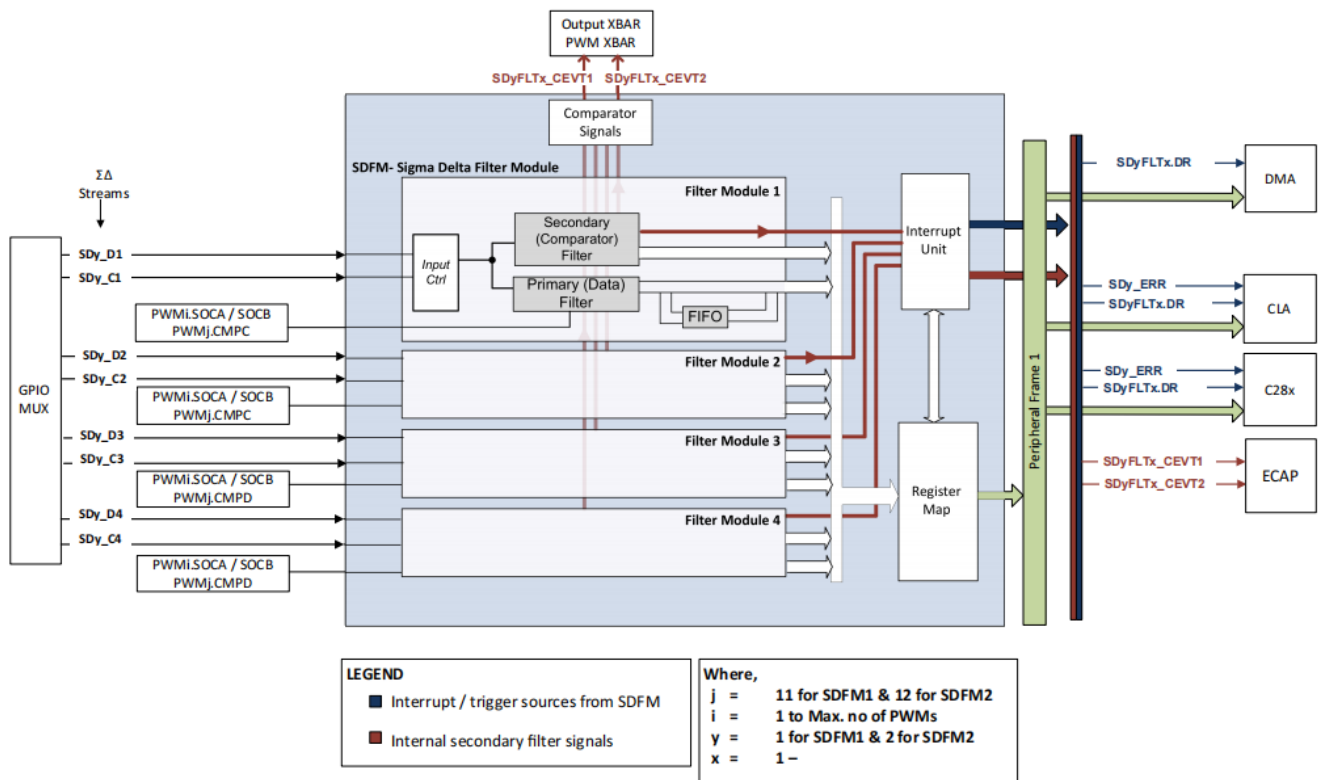 Output XBAR
PWM XBAR
SDyFLTx_CEVT1
SDyFLTx_CEVT2
Comparator
Signals
SDFM- Sigma Delta Filter Module
ΣΔ
Streams
GPIO
MUX
SDy_D1
SDy_C1
PWMi.SOCA / SOCB
PWMj.CMPC
SDy_D2
SDy_C2
PWMi.SOCA / SOCB
PWMj.CMPC
SDy_D3
SDy_C3
PWMi.SOCA / SOCB
PWMj.CMPD
SDy_D4
SDy_C4
PWMi.SOCA / SOCB
PWMj.CMPD
Filter Module 1
Input
Ctrl
Secondary
(Comparator)
Filter
Primary (Data)
Filter
FIFO
Filter Module 2
Filter Module 3
Filter Module 4
Interrupt
Unit
Register
Map
Peripheral Frame 1
SDyFLTx.DR
DMA
SDy_ERR
SDyFLTx.DR
CLA
SDy_ERR
SDyFLTx.DR
C28x
SDyFLTx_CEVT1
SDyFLTx_CEVT2
ECAP
LEGEND
Interrupt / trigger sources from SDFM
Internal secondary filter signals
Where,
j = 11 for SDFM1 & 12 for SDFM2
i = 1 to Max. no of PWMs
y = 1 for SDFM1 & 2 for SDFM2
x = 1 –